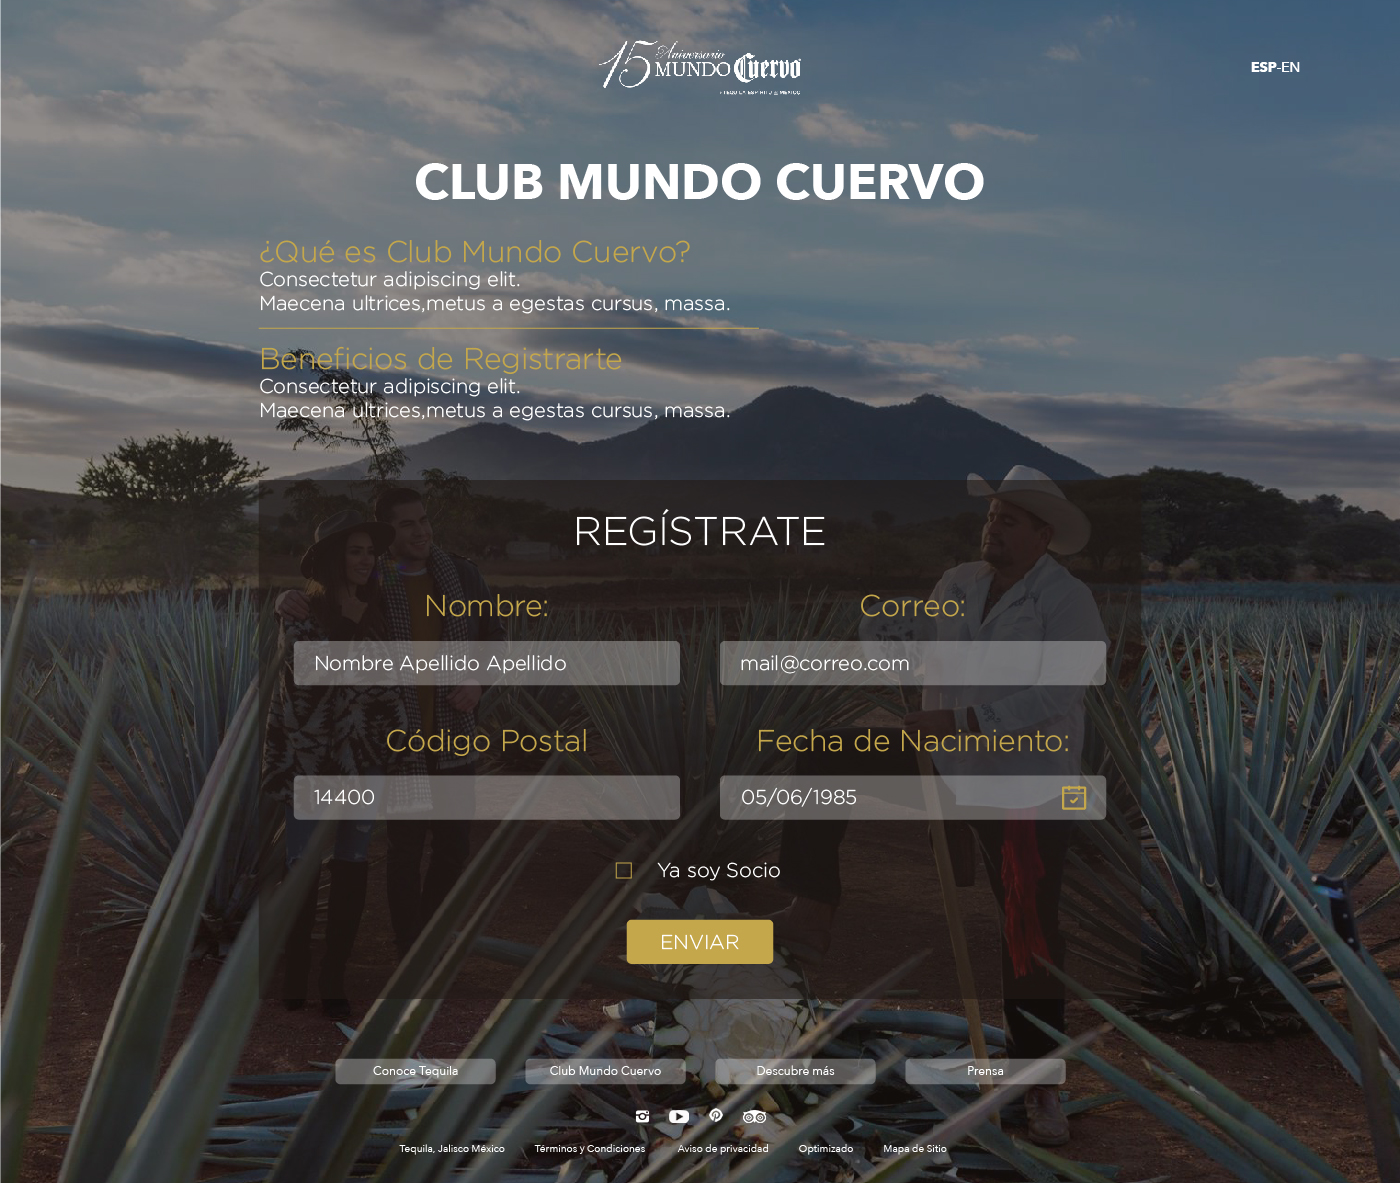 15 Aniversario
MUNDO Cuervo
ESP-EN
CLUB MUNDO CUERVO
¿Qué es Club Mundo Cuervo?
Consectetur adipiscing elit.
Maecena ultrices,metus a egestas cursus, massa.
Beneficios de Registrarte
Consectetur adipiscing elit.
Maecena ultrices,metus a egestas cursus, massa.
REGÍSTRATE
Nombre: Correo:
Nombre Apellido Apellido mail@correo.com
Código Postal Fecha de Nacimiento:
14400 05/06/1985
Ya soy Socio
ENVIAR
Conoce Tequila Club Mundo Cuervo Descubre más Prensa
Tequila, Jalisco México Términos y Condiciones Aviso de privacidad Optimizado Mapa de Sitio